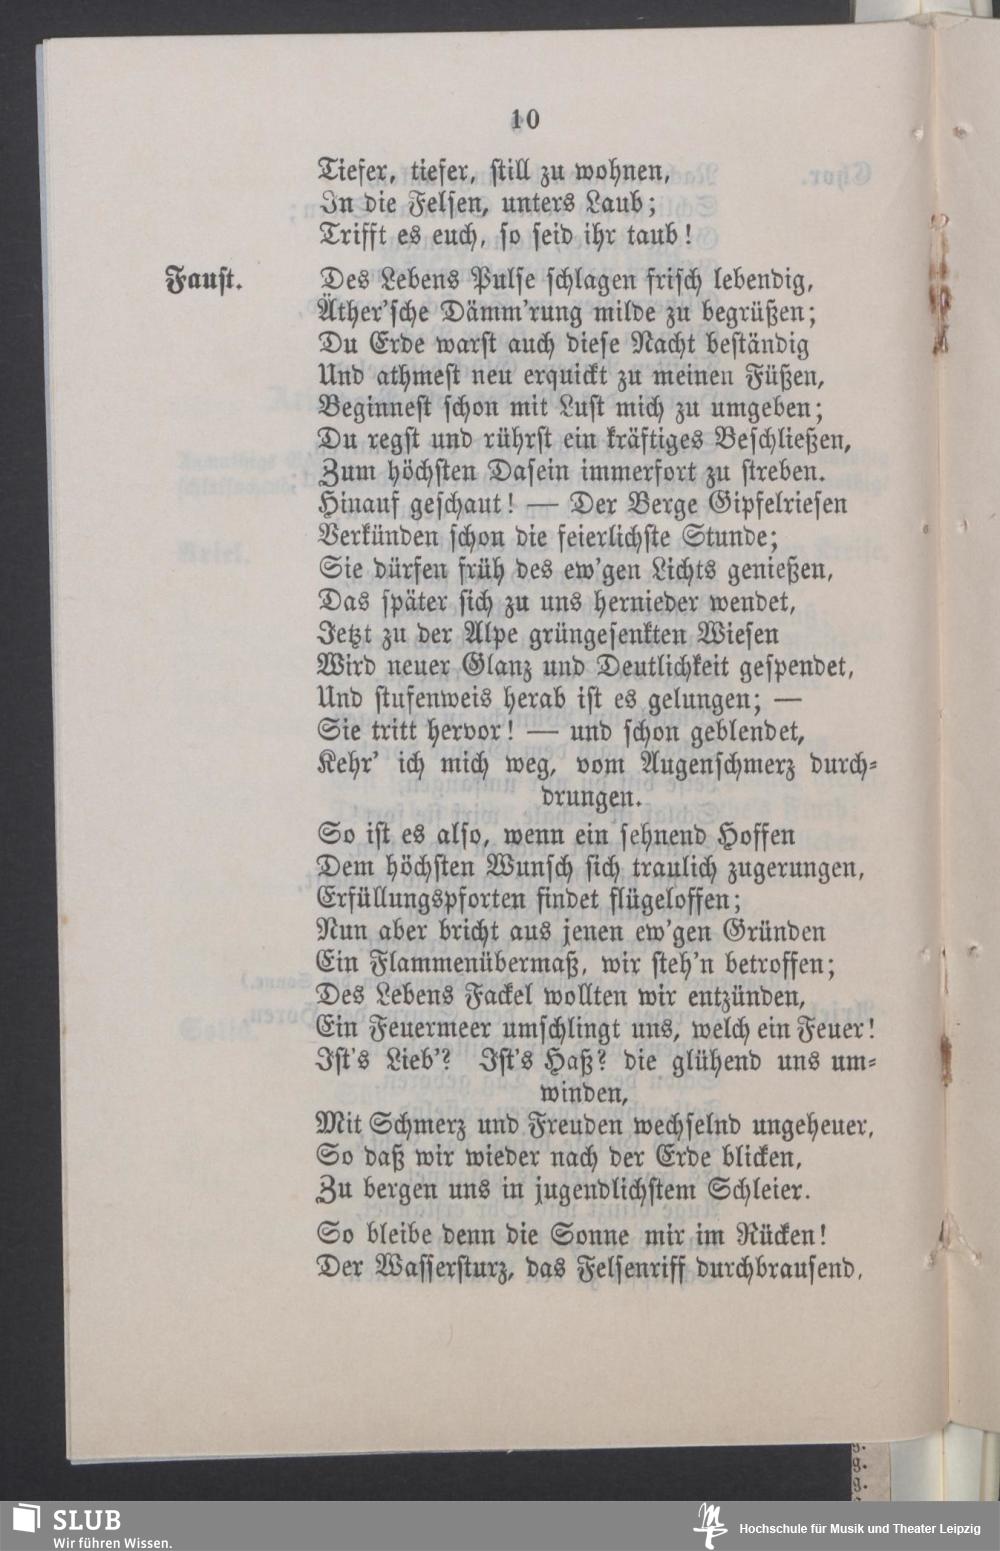 10
Tiefer, tiefer, still zu wohnen,
In die Felsen, unters Laub;
Trifft es euch, so seid ihr taub!
Faust. Des Lebens Pulse schlagen frisch lebendig,
Äther'sche Dämm'rung milde zu begrüßen;
Du Erde warst auch diese Nacht beständig
Und athmest neu erquickt zu meinen Füßen,
Beginnest schon mit Lust mich zu umgeben;
Du regst und rührst ein kräftiges Beschließen,
Zum höchsten Dasein immerfort zu streben.
Hinauf geschaut! — Der Berge Gipfelriesen
Verkünden schon die feierlichste Stunde;
Sie dürfen früh des ew'gen Lichts genießen,
Das später sich zu uns hernieder wendet,
Jetzt zu der Alpe grüngesenkten Wiesen
Wird neuer Glanz und Deutlichkeit gespendet,
Und stufenweis herab ist es gelungen; —
Sie tritt hervor! — und schon geblendet,
Kehr' ich mich weg, vom Augenschmerz durch-
drungen.
So ist es also, wenn ein sehnend Hoffen
Dem höchsten Wunsch sich traulich zugerungen,
Erfüllungspforten findet flügeloffen;
Nun aber bricht aus jenen ew'gen Gründen
Ein Flammenübermaß, wir steh'n betroffen;
Des Lebens Fackel wollten wir entzünden,
Ein Feuermeer umschlingt uns, welch ein Feuer!
Ist's Lieb'? Ist's Haß? die glühend uns um-
winden,
Mit Schmerz und Freuden wechselnd ungeheuer,
So daß wir wieder nach der Erde blicken,
Zu bergen uns in jugendlichstem Schleier.
So bleibe denn die Sonne mir im Rücken!
Der Wassersturz, das Felsenriff durchbrausend,
SLUB
Wir führen Wissen.
Hochschule für Musik und Theater Leipzig